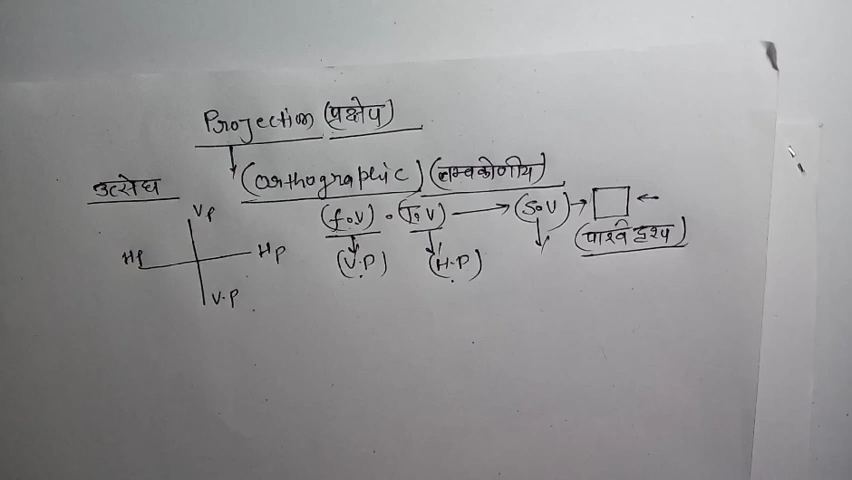 Projection (प्रक्षेप)
(orthographic) (लम्बकोणीय)
उत्सेध
(f.v) . (T.V) → (S.V) → ←
(पार्श्व दृश्य)
(V.P) (H.P)
VP
HP HP
V.P